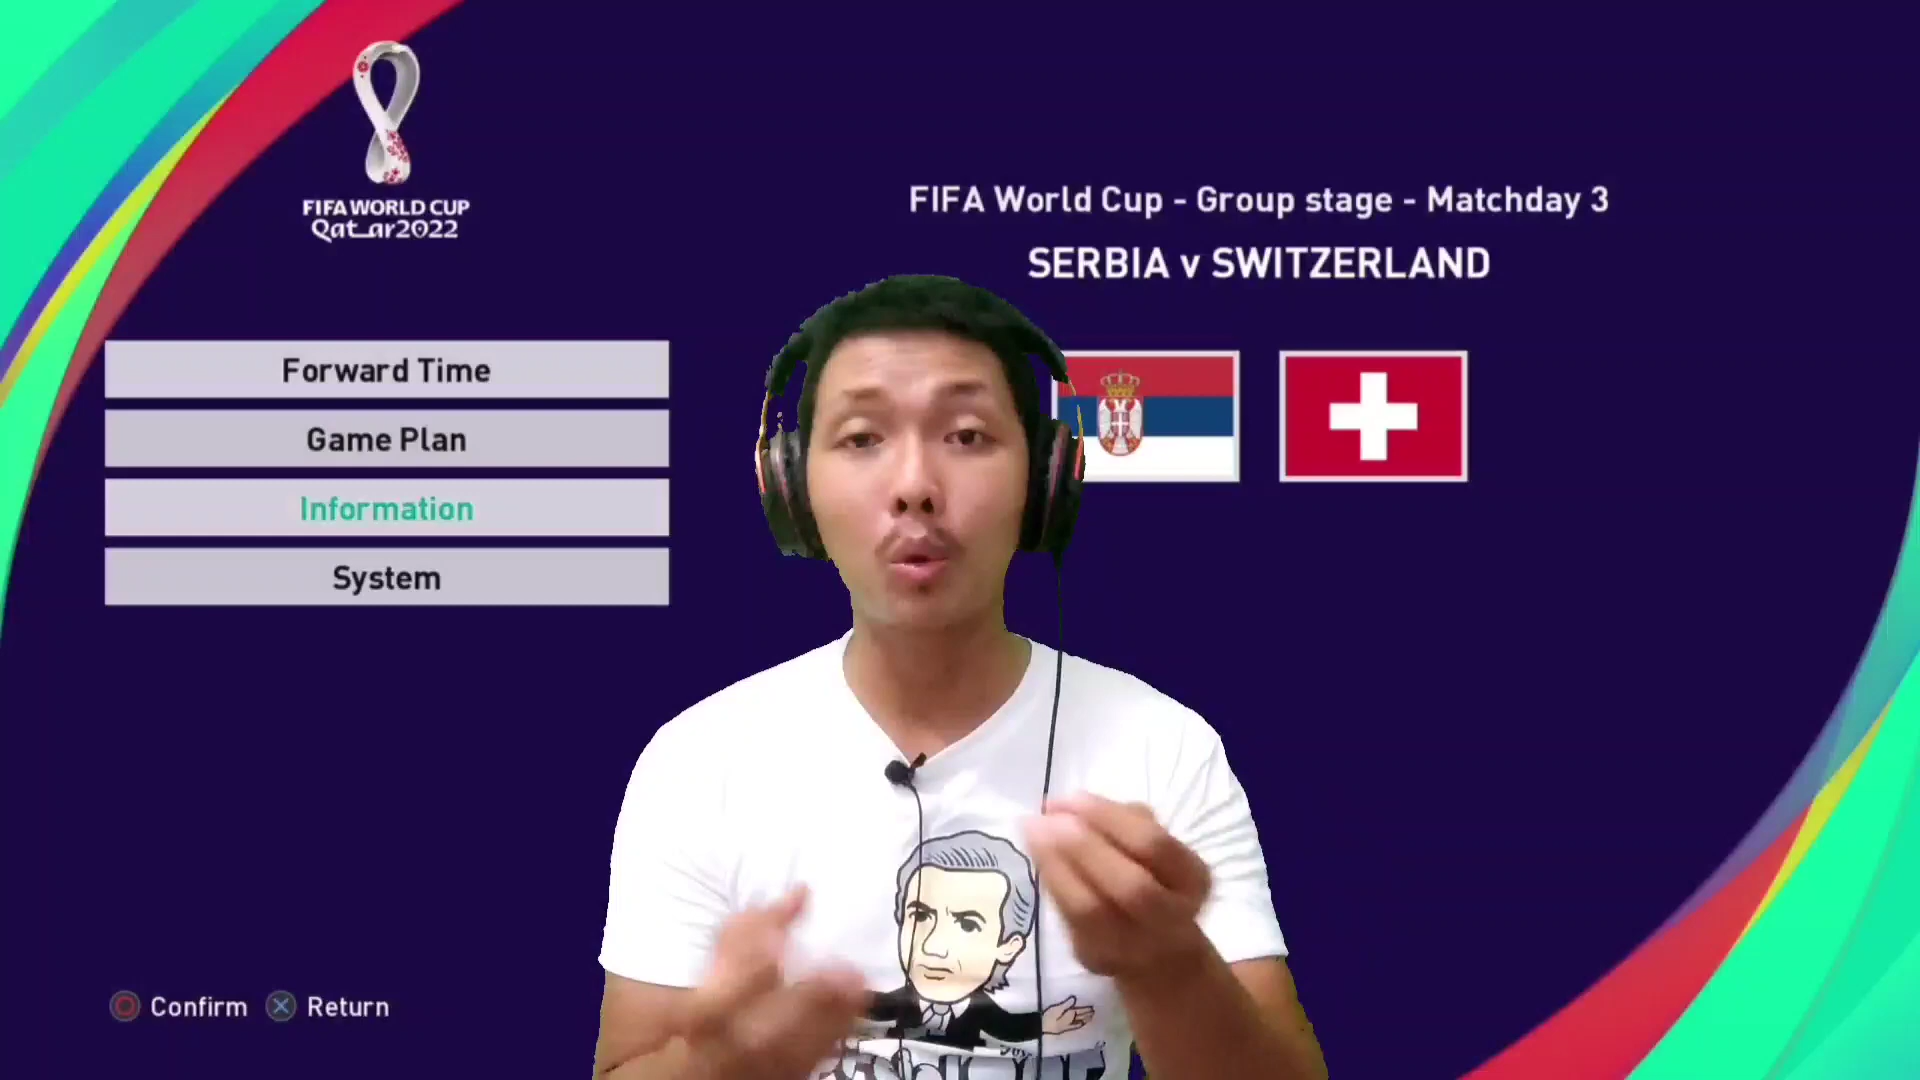 FIFA WORLD CUP
Qatar2022
FIFA World Cup - Group stage - Matchday 3
SERBIA v SWITZERLAND
Forward Time
Game Plan
Information
System
Confirm
Return